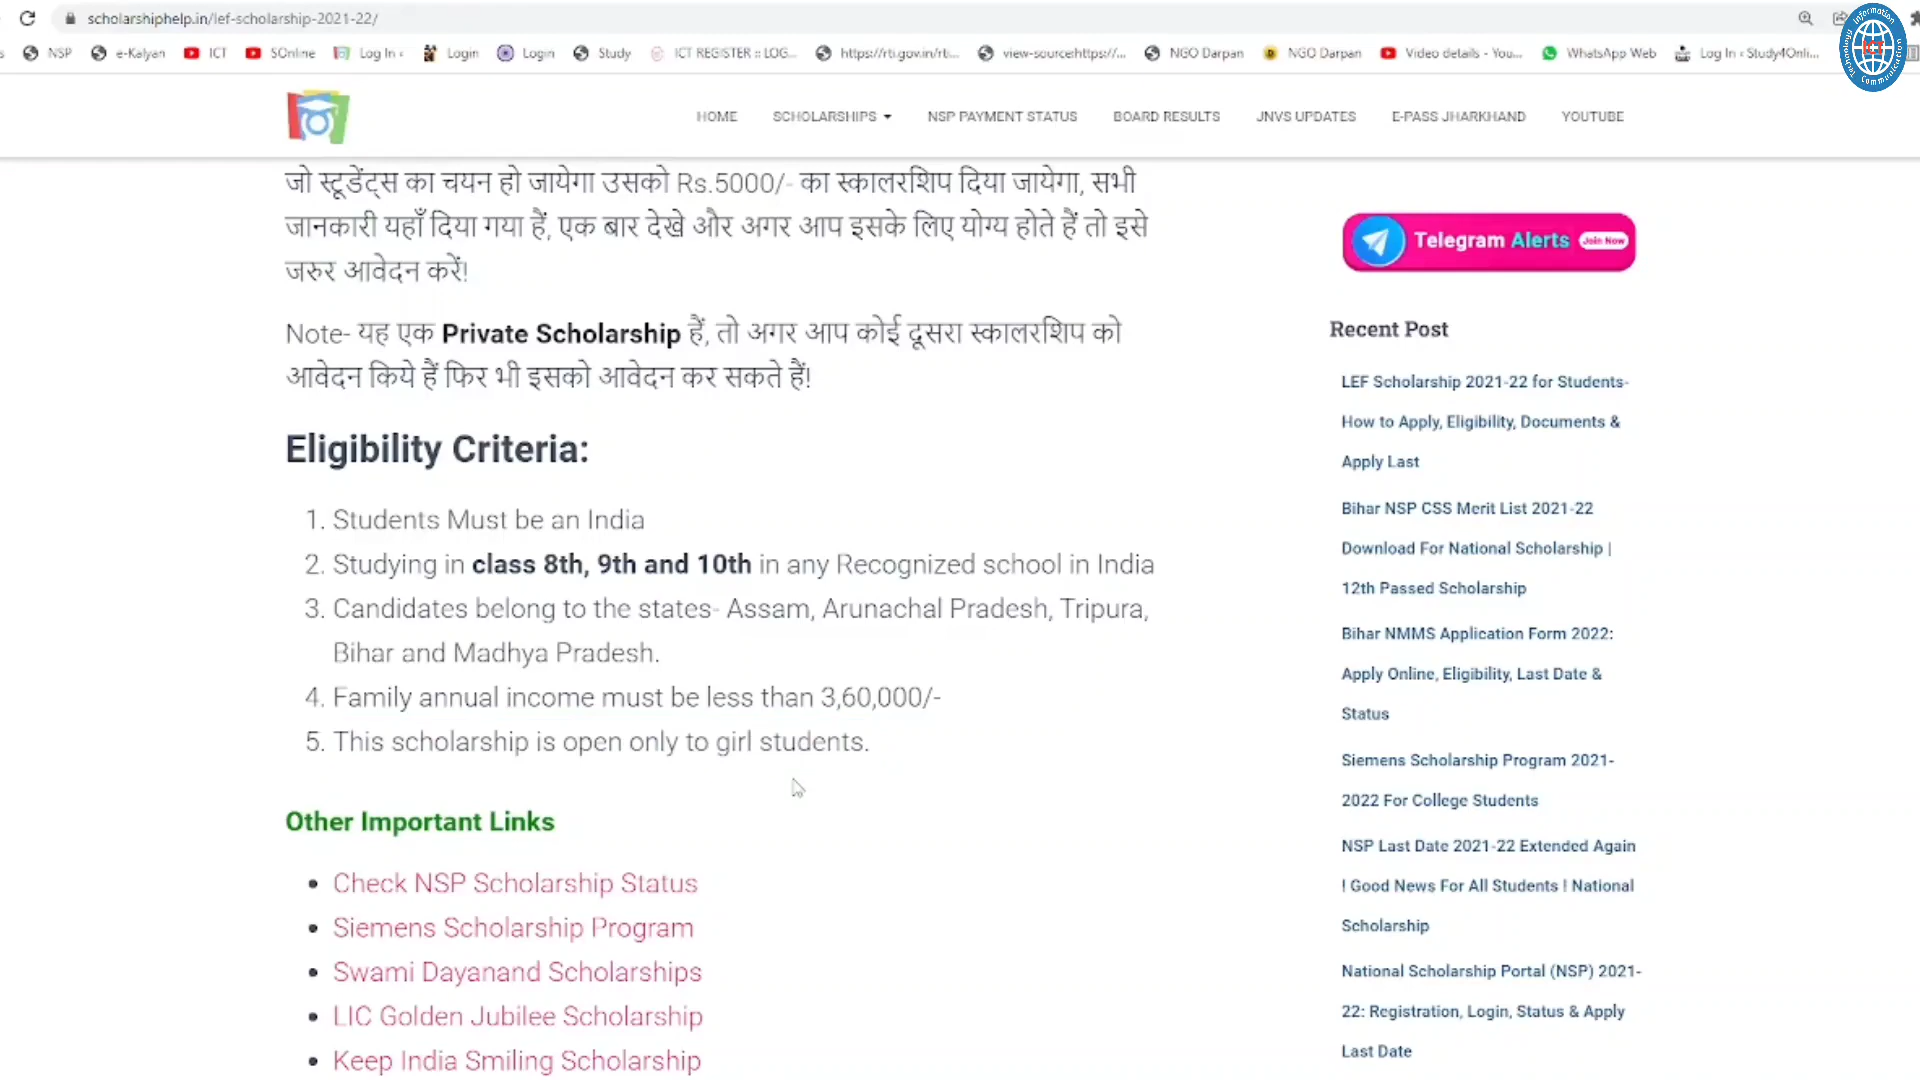 scholarshiphelp.in/lef-scholarship-2021-22/
NSP
e-Kalyan
ICT
SOnline
Log In ‹
Login
Login
Study
ICT REGISTER :: LOG...
https://rti.gov.in/rti...
view-source:https://...
NGO Darpan
NGO Darpan
Video details - You...
WhatsApp Web
Log In ‹ Study4Onli...
Information
Communication
Technology
ICT
HOME
SCHOLARSHIPS
NSP PAYMENT STATUS
BOARD RESULTS
JNVS UPDATES
E-PASS JHARKHAND
YOUTUBE
जो स्टूडेंट्स का चयन हो जायेगा उसको Rs.5000/- का स्कालरशिप दिया जायेगा, सभी
जानकारी यहाँ दिया गया हैं, एक बार देखे और अगर आप इसके लिए योग्य होते हैं तो इसे
जरुर आवेदन करें!
Note- यह एक Private Scholarship हैं, तो अगर आप कोई दूसरा स्कालरशिप को
आवेदन किये हैं फिर भी इसको आवेदन कर सकते हैं!
Eligibility Criteria:
1. Students Must be an India
2. Studying in class 8th, 9th and 10th in any Recognized school in India
3. Candidates belong to the states- Assam, Arunachal Pradesh, Tripura,
Bihar and Madhya Pradesh.
4. Family annual income must be less than 3,60,000/-
5. This scholarship is open only to girl students.
Other Important Links
• Check NSP Scholarship Status
• Siemens Scholarship Program
• Swami Dayanand Scholarships
• LIC Golden Jubilee Scholarship
• Keep India Smiling Scholarship
Telegram Alerts Join Now
Recent Post
LEF Scholarship 2021-22 for Students-
How to Apply, Eligibility, Documents &
Apply Last
Bihar NSP CSS Merit List 2021-22
Download For National Scholarship |
12th Passed Scholarship
Bihar NMMS Application Form 2022:
Apply Online, Eligibility, Last Date &
Status
Siemens Scholarship Program 2021-
2022 For College Students
NSP Last Date 2021-22 Extended Again
! Good News For All Students ! National
Scholarship
National Scholarship Portal (NSP) 2021-
22: Registration, Login, Status & Apply
Last Date